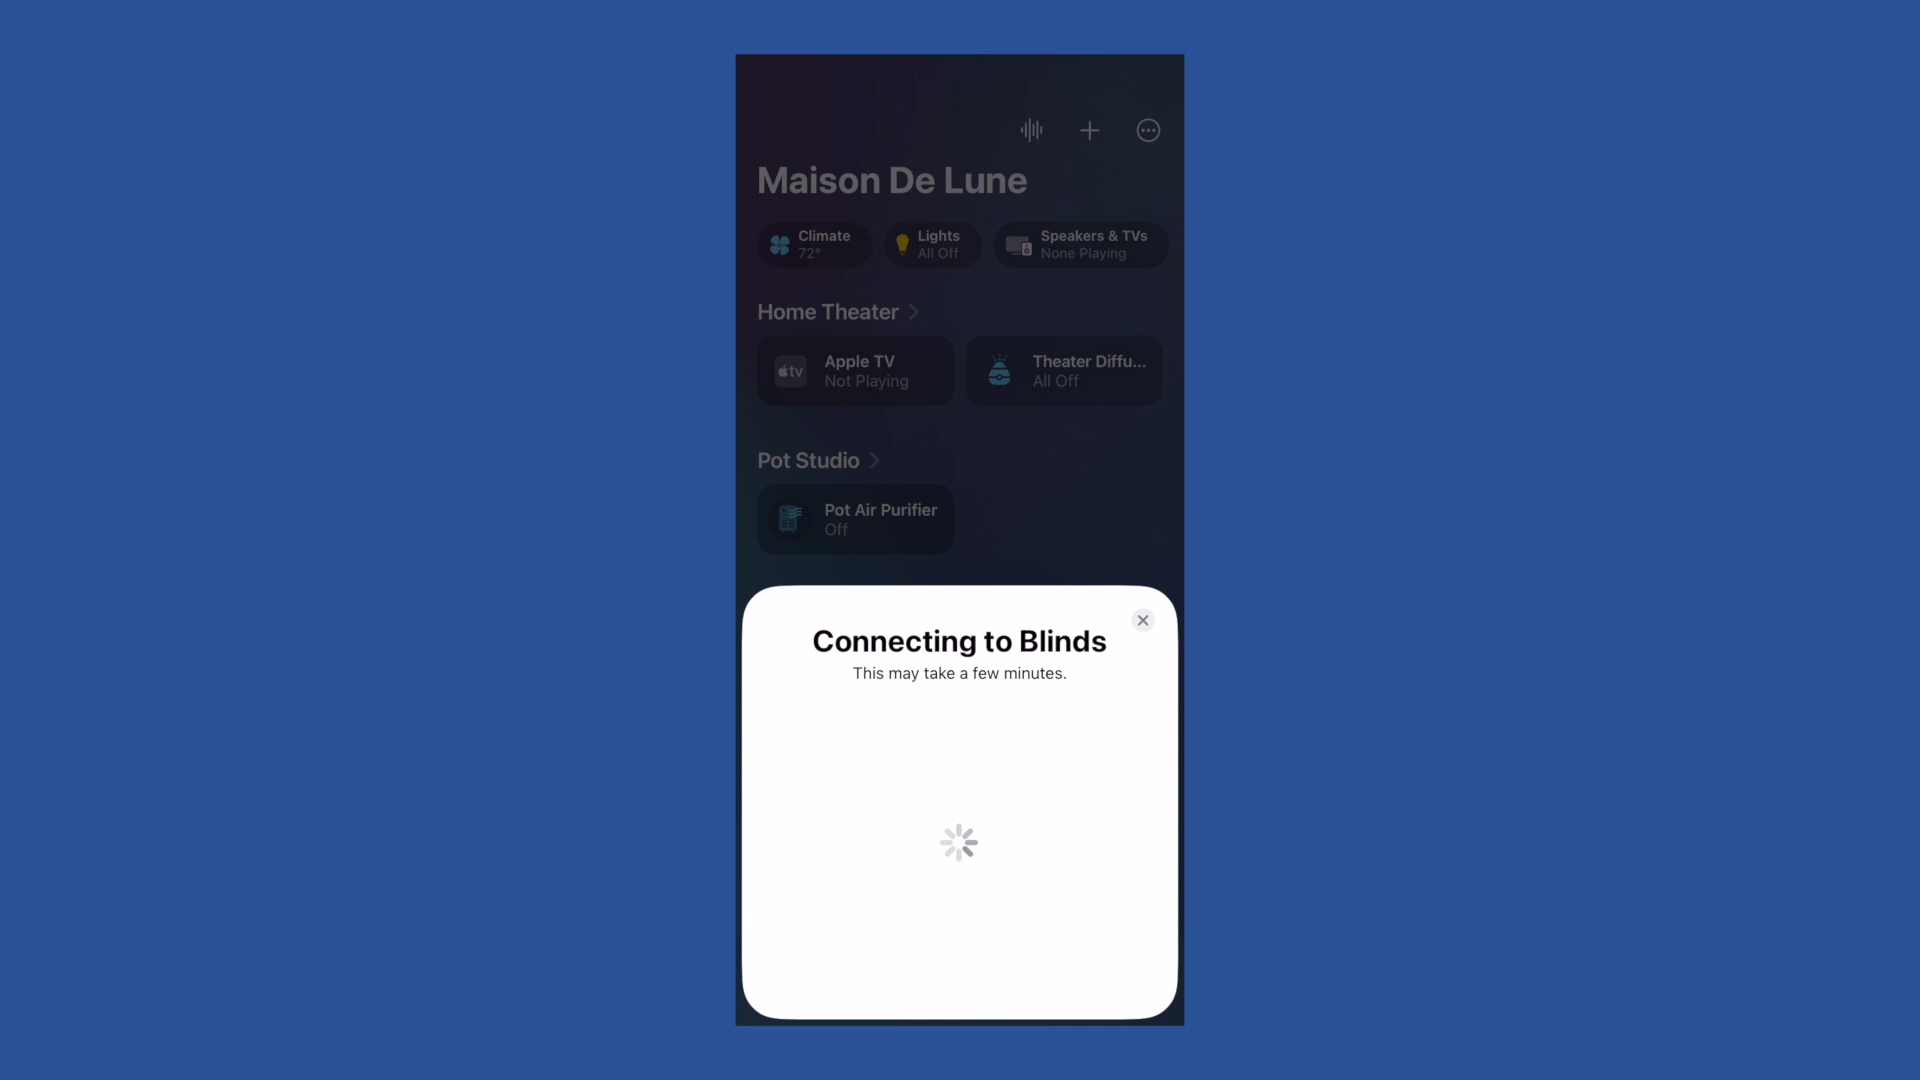 Maison De Lune
Climate
72°
Lights
All Off
Speakers & TVs
None Playing
Home Theater
tv
Apple TV
Not Playing
Theater Diffu...
All Off
Pot Studio
Pot Air Purifier
Off
Connecting to Blinds
This may take a few minutes.